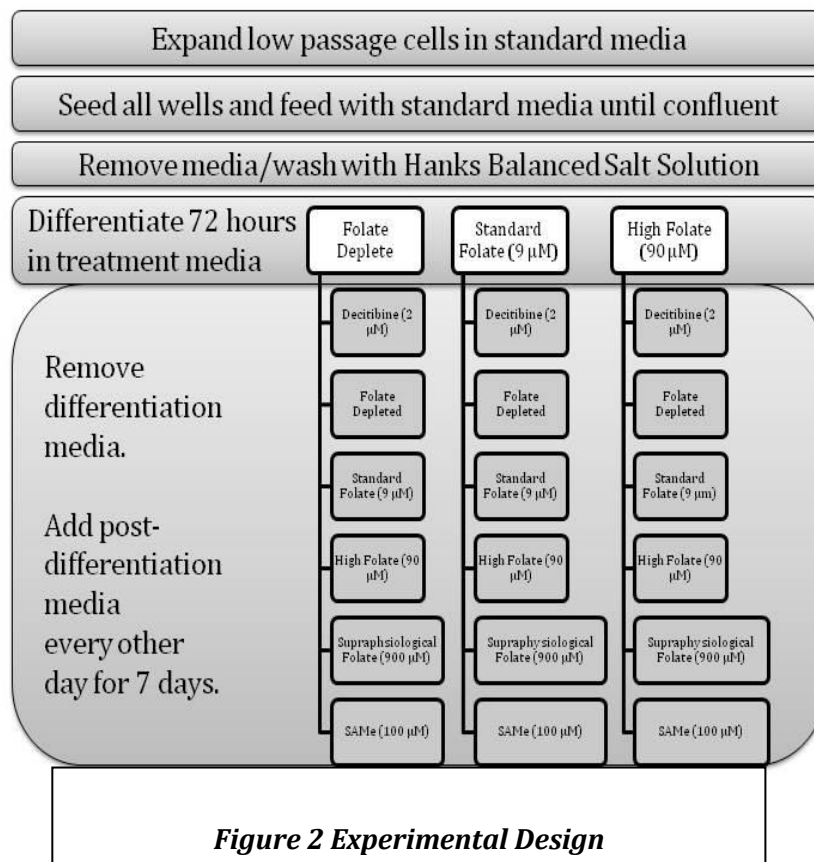 Expand low passage cells in standard media
Seed all wells and feed with standard media until confluent
Remove media/wash with Hanks Balanced Salt Solution
Differentiate 72 hours
in treatment media
Folate
Deplete
Standard
Folate (9 µM)
High Folate
(90 µM)
Remove
differentiation
media.
Add post-
differentiation
media
every other
day for 7 days.
Decitibine (2
µM)
Folate
Depleted
Standard
Folate (9 µM)
High Folate (90
µM)
Supraphsiological
Folate (900 µM)
SAMe (100 µM)
Decitibine (2
µM)
Folate
Depleted
Standard
Folate (9 µM)
High Folate (90
µM)
Supraphysiological
Folate (900 µM)
SAMe (100 µM)
Decitibine (2
µM)
Folate
Depleted
Standard
Folate (9 µm)
High Folate (90
µM)
Supraphysiological
Folate (900 µM)
SAMe (100 µM)
Figure 2 Experimental Design